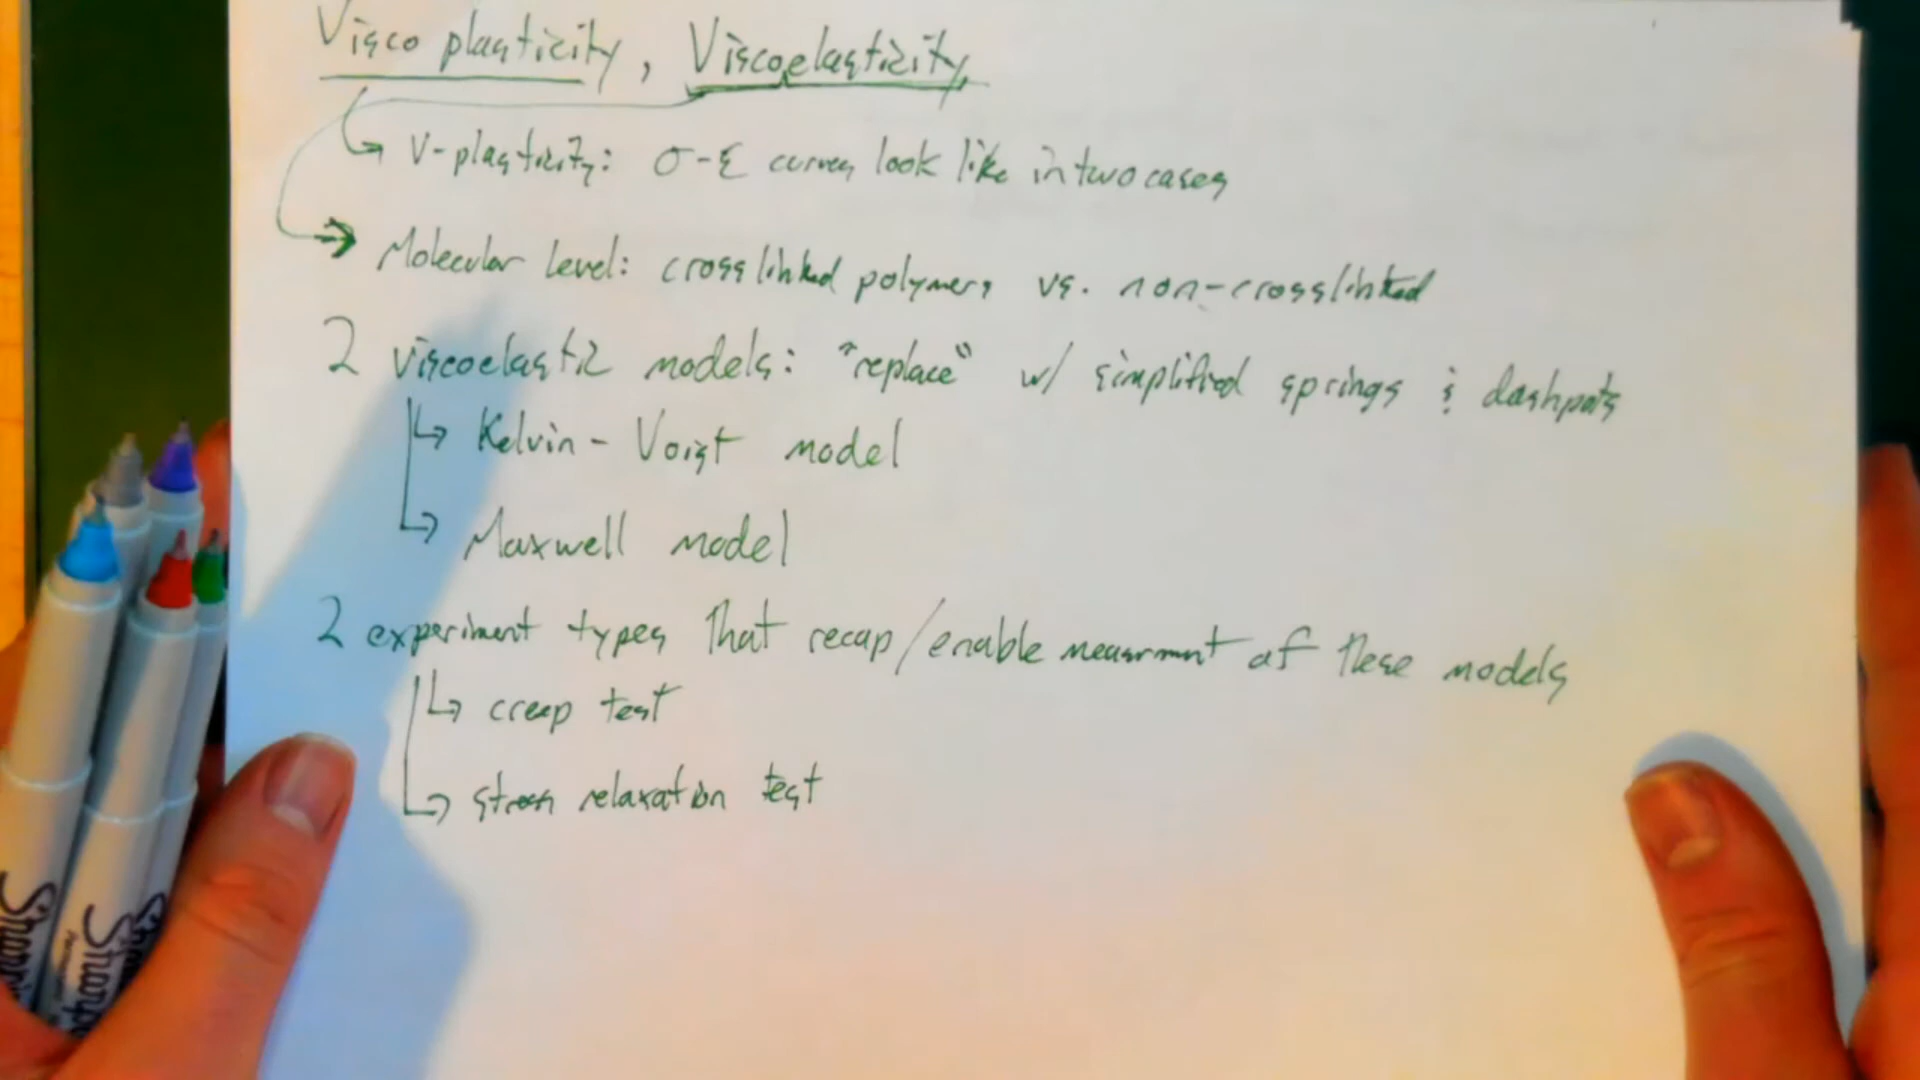 Visco plasticity, Viscoelasticity
↳ V-plasticity: σ-ε curves look like in two cases
→ Molecular level: crosslinked polymers vs. non-crosslinked
2 viscoelastic models: "replace" w/ simplified springs & dashpots
↳ Kelvin-Voigt model
↳ Maxwell model
2 experiment types that recap/enable measurment of these models
↳ creep test
↳ stress relaxation test
Sharpie